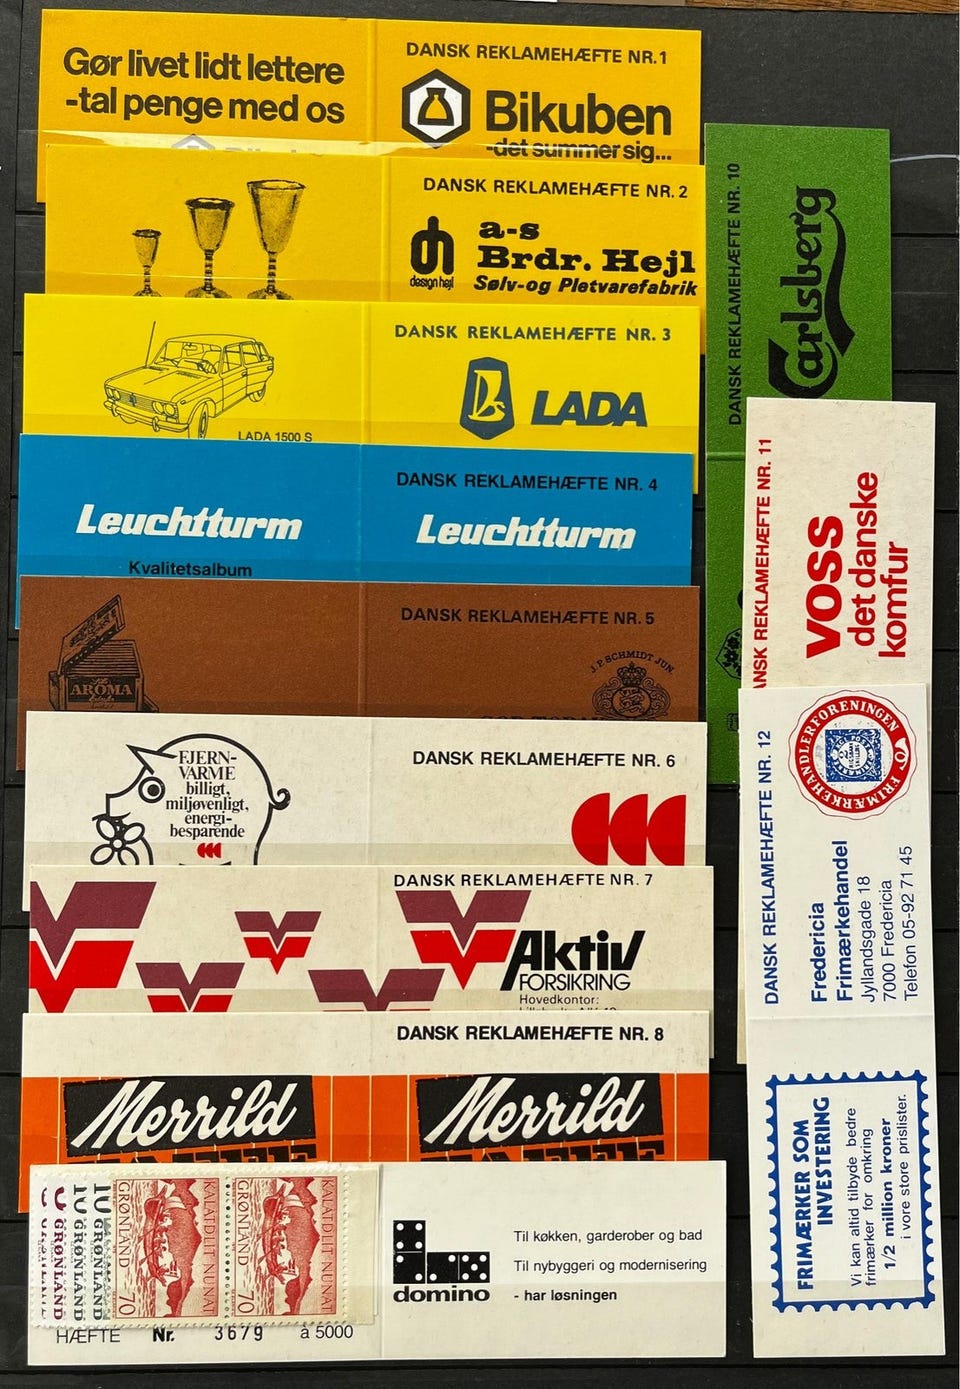 Gør livet lidt lettere
-tal penge med os
DANSK REKLAMEHÆFTE NR.1
Bikuben
-det summer sig...
DANSK REKLAMEHÆFTE NR. 2
design hejl
a-s
Brdr. Hejl
Sølv-og Pletvarefabrik
LADA 1500 S
DANSK REKLAMEHÆFTE NR. 3
LADA
Leuchtturm
Kvalitetsalbum
DANSK REKLAMEHÆFTE NR. 4
Leuchtturm
AROMA
DANSK REKLAMEHÆFTE NR. 5
J.P. SCHMIDT JUN.
FJERN-
VARME
billigt,
miljøvenligt,
energi-
besparende
DANSK REKLAMEHÆFTE NR. 6
DANSK REKLAMEHÆFTE NR. 7
Aktiv
FORSIKRING
Hovedkontor:
DANSK REKLAMEHÆFTE NR. 8
Merrild
Merrild
GRØNLAND
10
GRØNLAND
10
GRØNLAND
KALATDLIT NUNAT
GRØNLAND
70
KALATDLIT NUNAT
GRØNLAND
70
HÆFTE Nr. 3679 à 5000
domino
Til køkken, garderober og bad
Til nybyggeri og modernisering
- har løsningen
DANSK REKLAMEHÆFTE NR. 10
Carlsberg
DANSK REKLAMEHÆFTE NR. 11
VOSS
det danske
komfur
DANSK REKLAMEHÆFTE NR. 12
FRIMÆRKEHANDLERFORENINGEN
Fredericia
Frimærkehandel
Jyllandsgade 18
7000 Fredericia
Telefon 05-92 71 45
FRIMÆRKER SOM
INVESTERING
Vi kan altid tilbyde bedre
frimærker for omkring
1/2 million kroner
i vore store prislister.